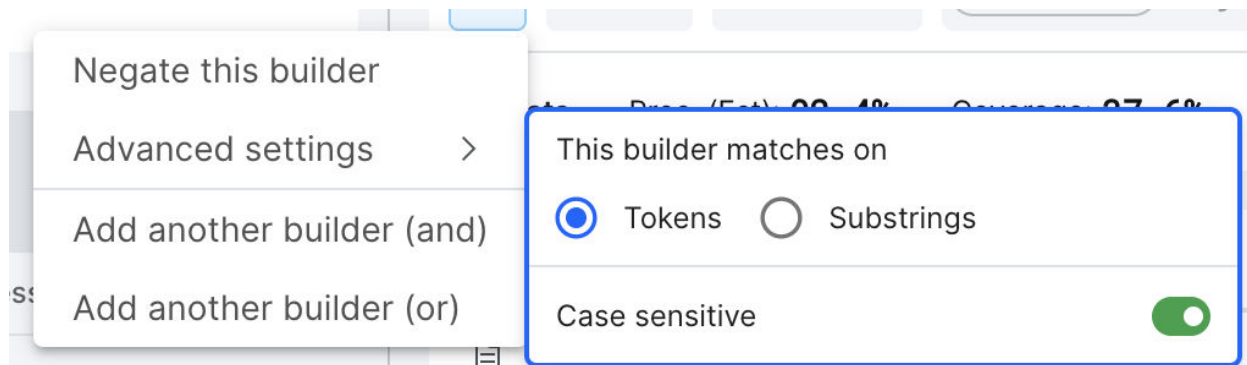 Negate this builder
Advanced settings
Add another builder (and)
Add another builder (or)
This builder matches on
Tokens
Substrings
Case sensitive